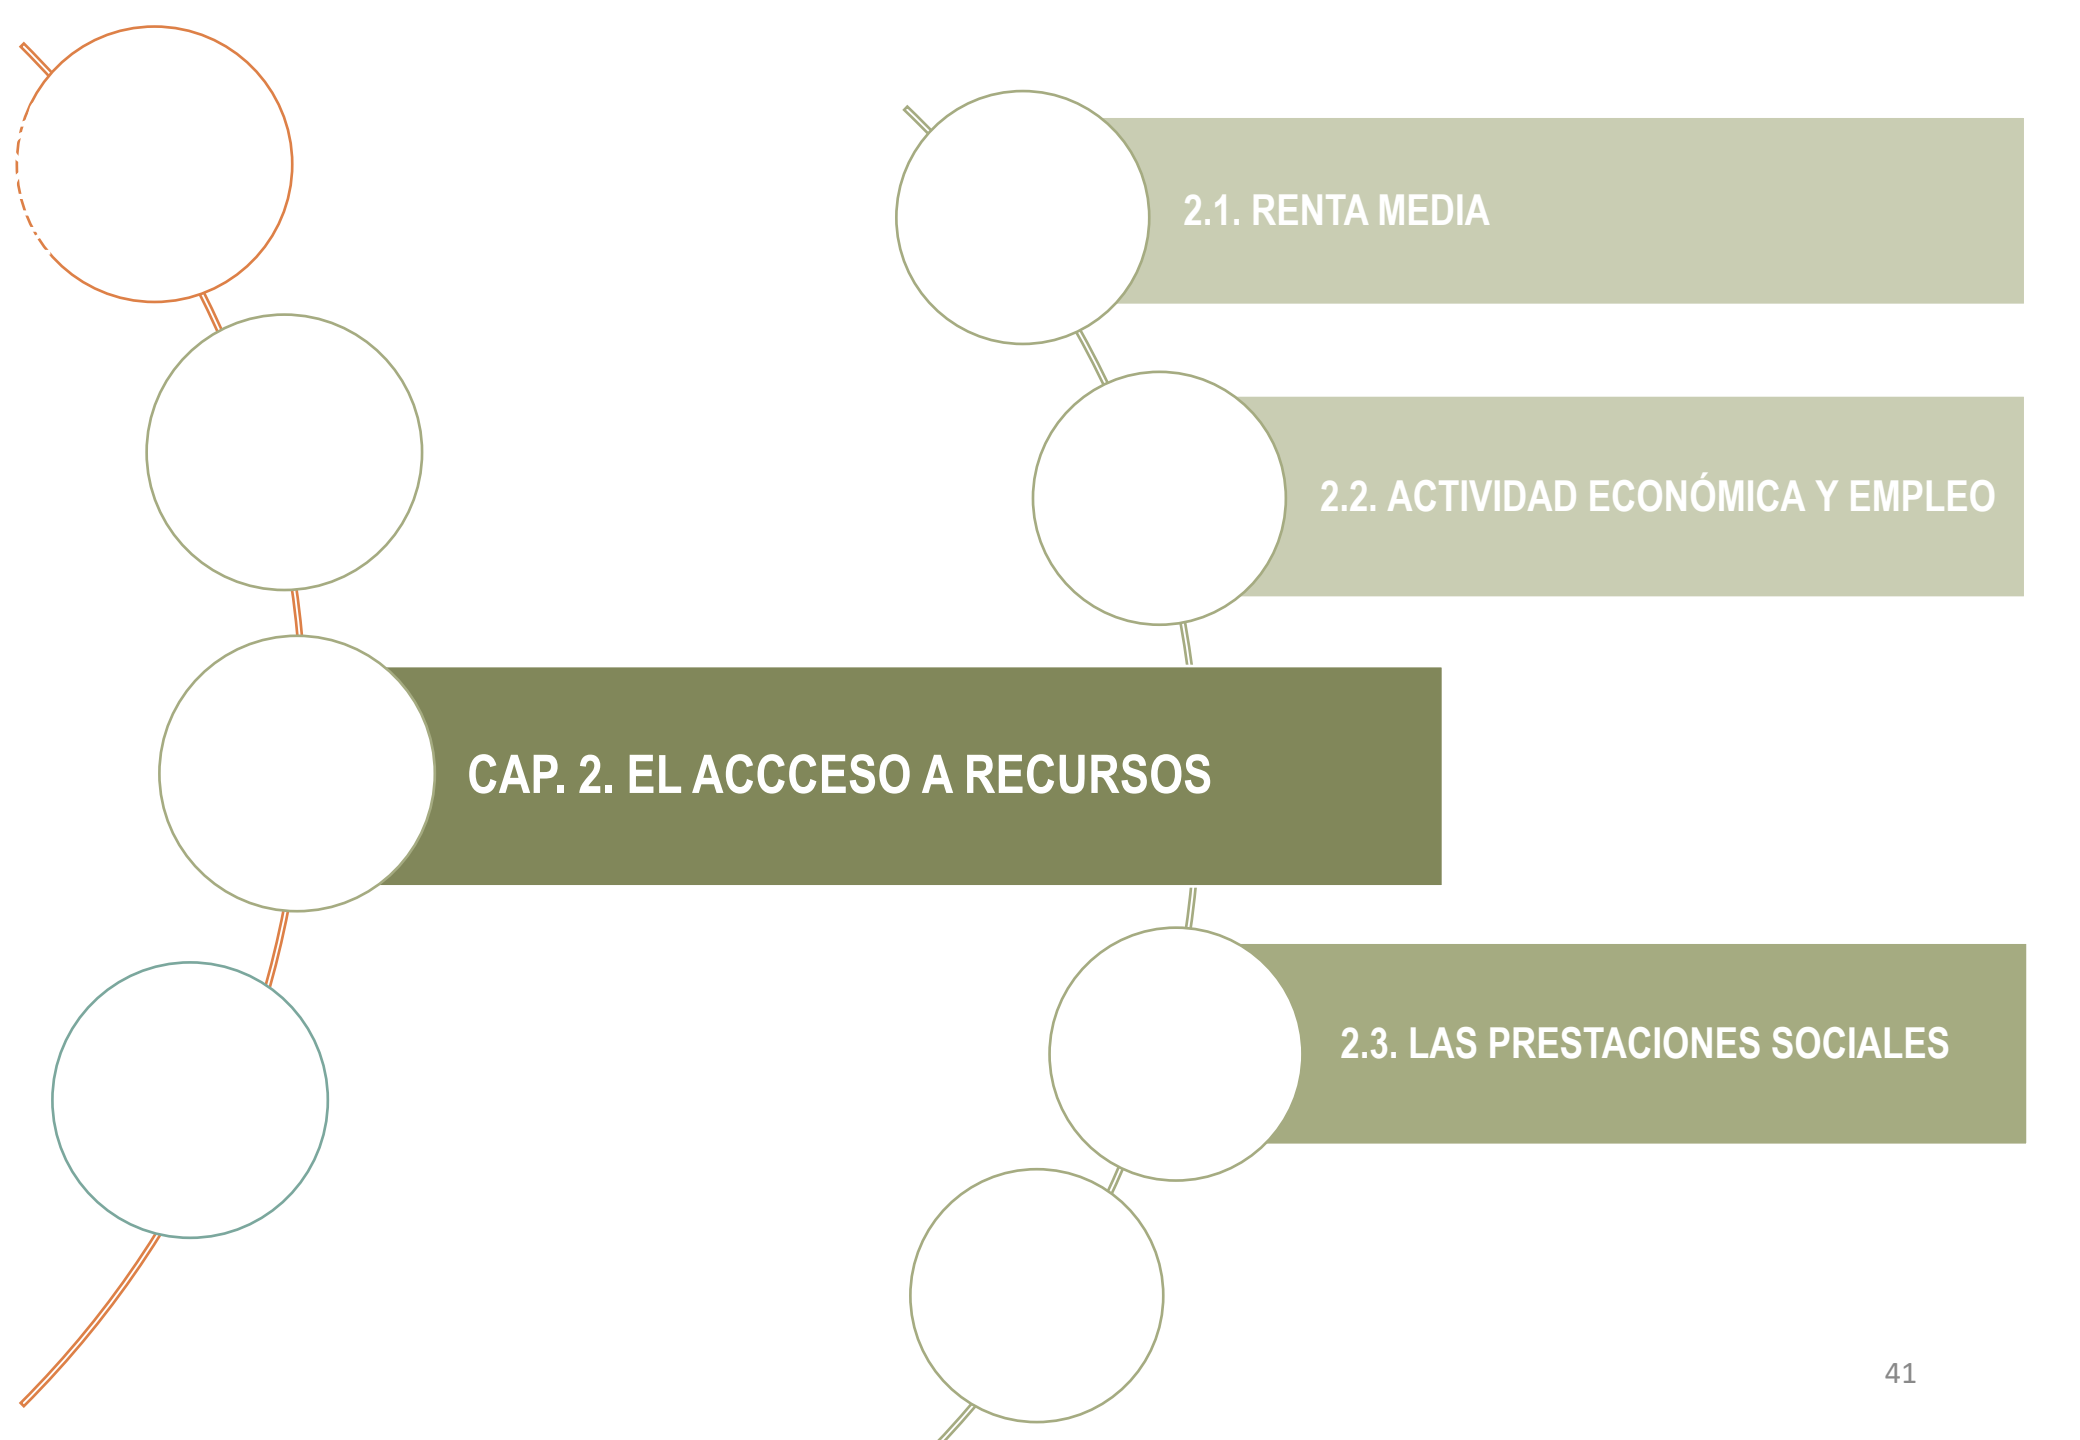 2.1. RENTA MEDIA
2.2. ACTIVIDAD ECONÓMICA Y EMPLEO
CAP. 2. EL ACCCESO A RECURSOS
2.3. LAS PRESTACIONES SOCIALES
41